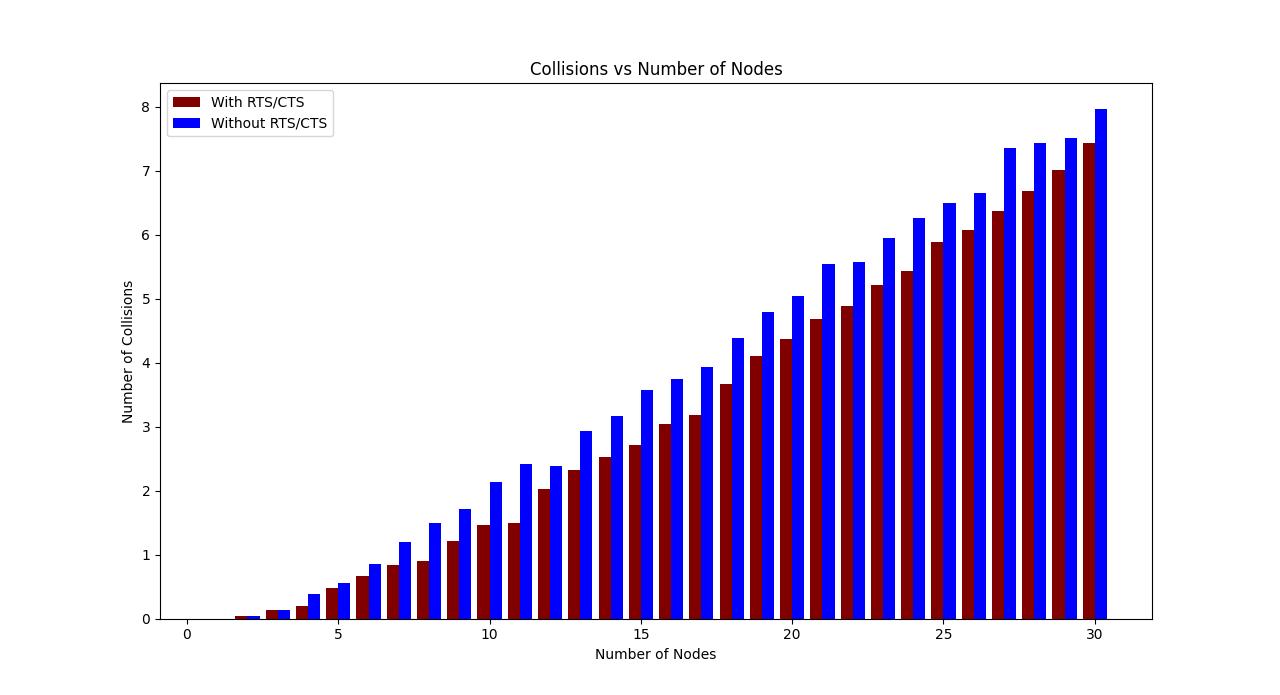 Collisions vs Number of Nodes
With RTS/CTS
Without RTS/CTS
Number of Collisions
8
7
6
5
4
3
2
1
0
0 5 10 15 20 25 30
Number of Nodes